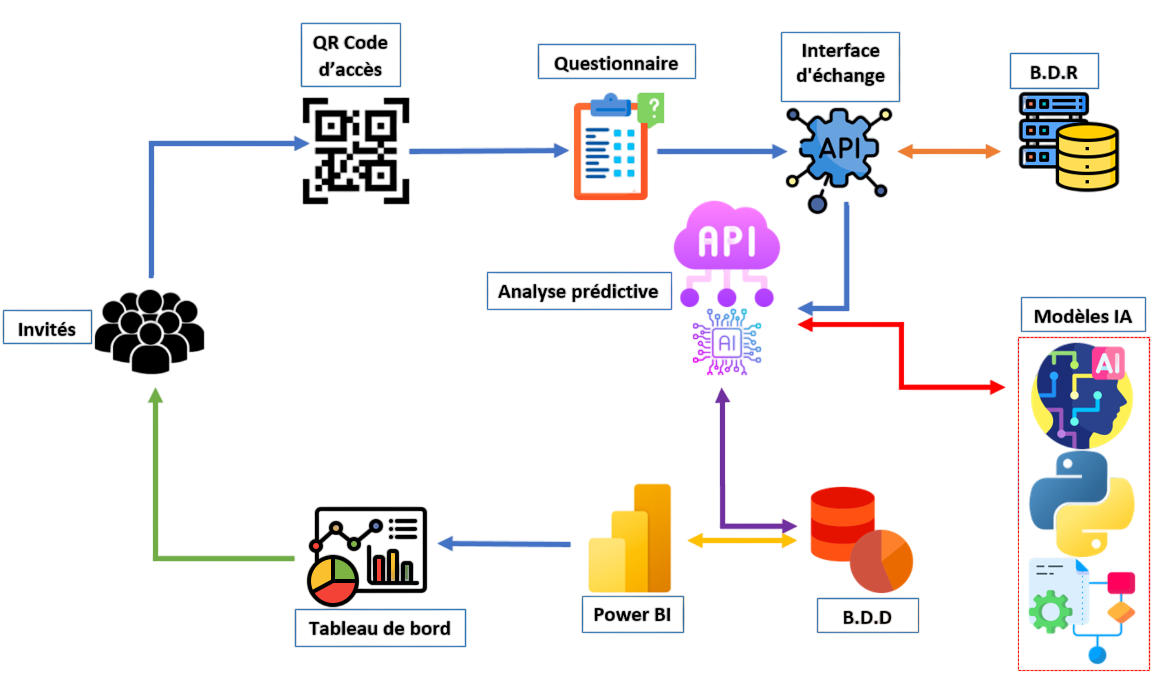 QR Code
d’accès
Questionnaire
?
Interface
d'échange
API
B.D.R
Invités
Analyse prédictive
API
AI
Modèles IA
AI
Tableau de bord
Power BI
B.D.D